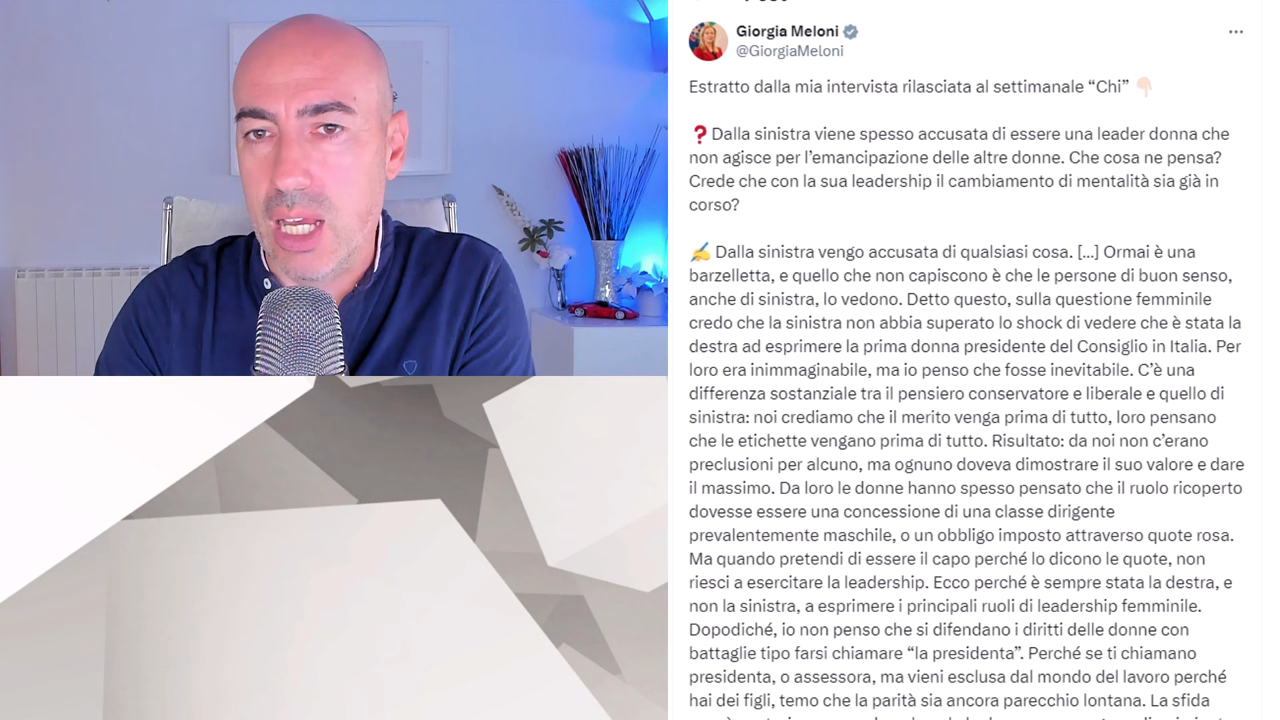 Giorgia Meloni
@GiorgiaMeloni
Estratto dalla mia intervista rilasciata al settimanale “Chi” 👇🏻
❓Dalla sinistra viene spesso accusata di essere una leader donna che
non agisce per l’emancipazione delle altre donne. Che cosa ne pensa?
Crede che con la sua leadership il cambiamento di mentalità sia già in
corso?
✍️ Dalla sinistra vengo accusata di qualsiasi cosa. [...] Ormai è una
barzelletta, e quello che non capiscono è che le persone di buon senso,
anche di sinistra, lo vedono. Detto questo, sulla questione femminile
credo che la sinistra non abbia superato lo shock di vedere che è stata la
destra ad esprimere la prima donna presidente del Consiglio in Italia. Per
loro era inimmaginabile, ma io penso che fosse inevitabile. C’è una
differenza sostanziale tra il pensiero conservatore e liberale e quello di
sinistra: noi crediamo che il merito venga prima di tutto, loro pensano
che le etichette vengano prima di tutto. Risultato: da noi non c’erano
preclusioni per alcuno, ma ognuno doveva dimostrare il suo valore e dare
il massimo. Da loro le donne hanno spesso pensato che il ruolo ricoperto
dovesse essere una concessione di una classe dirigente
prevalentemente maschile, o un obbligo imposto attraverso quote rosa.
Ma quando pretendi di essere il capo perché lo dicono le quote, non
riesci a esercitare la leadership. Ecco perché è sempre stata la destra, e
non la sinistra, a esprimere i principali ruoli di leadership femminile.
Dopodiché, io non penso che si difendano i diritti delle donne con
battaglie tipo farsi chiamare “la presidenta”. Perché se ti chiamano
presidenta, o assessora, ma vieni esclusa dal mondo del lavoro perché
hai dei figli, temo che la parità sia ancora parecchio lontana. La sfida